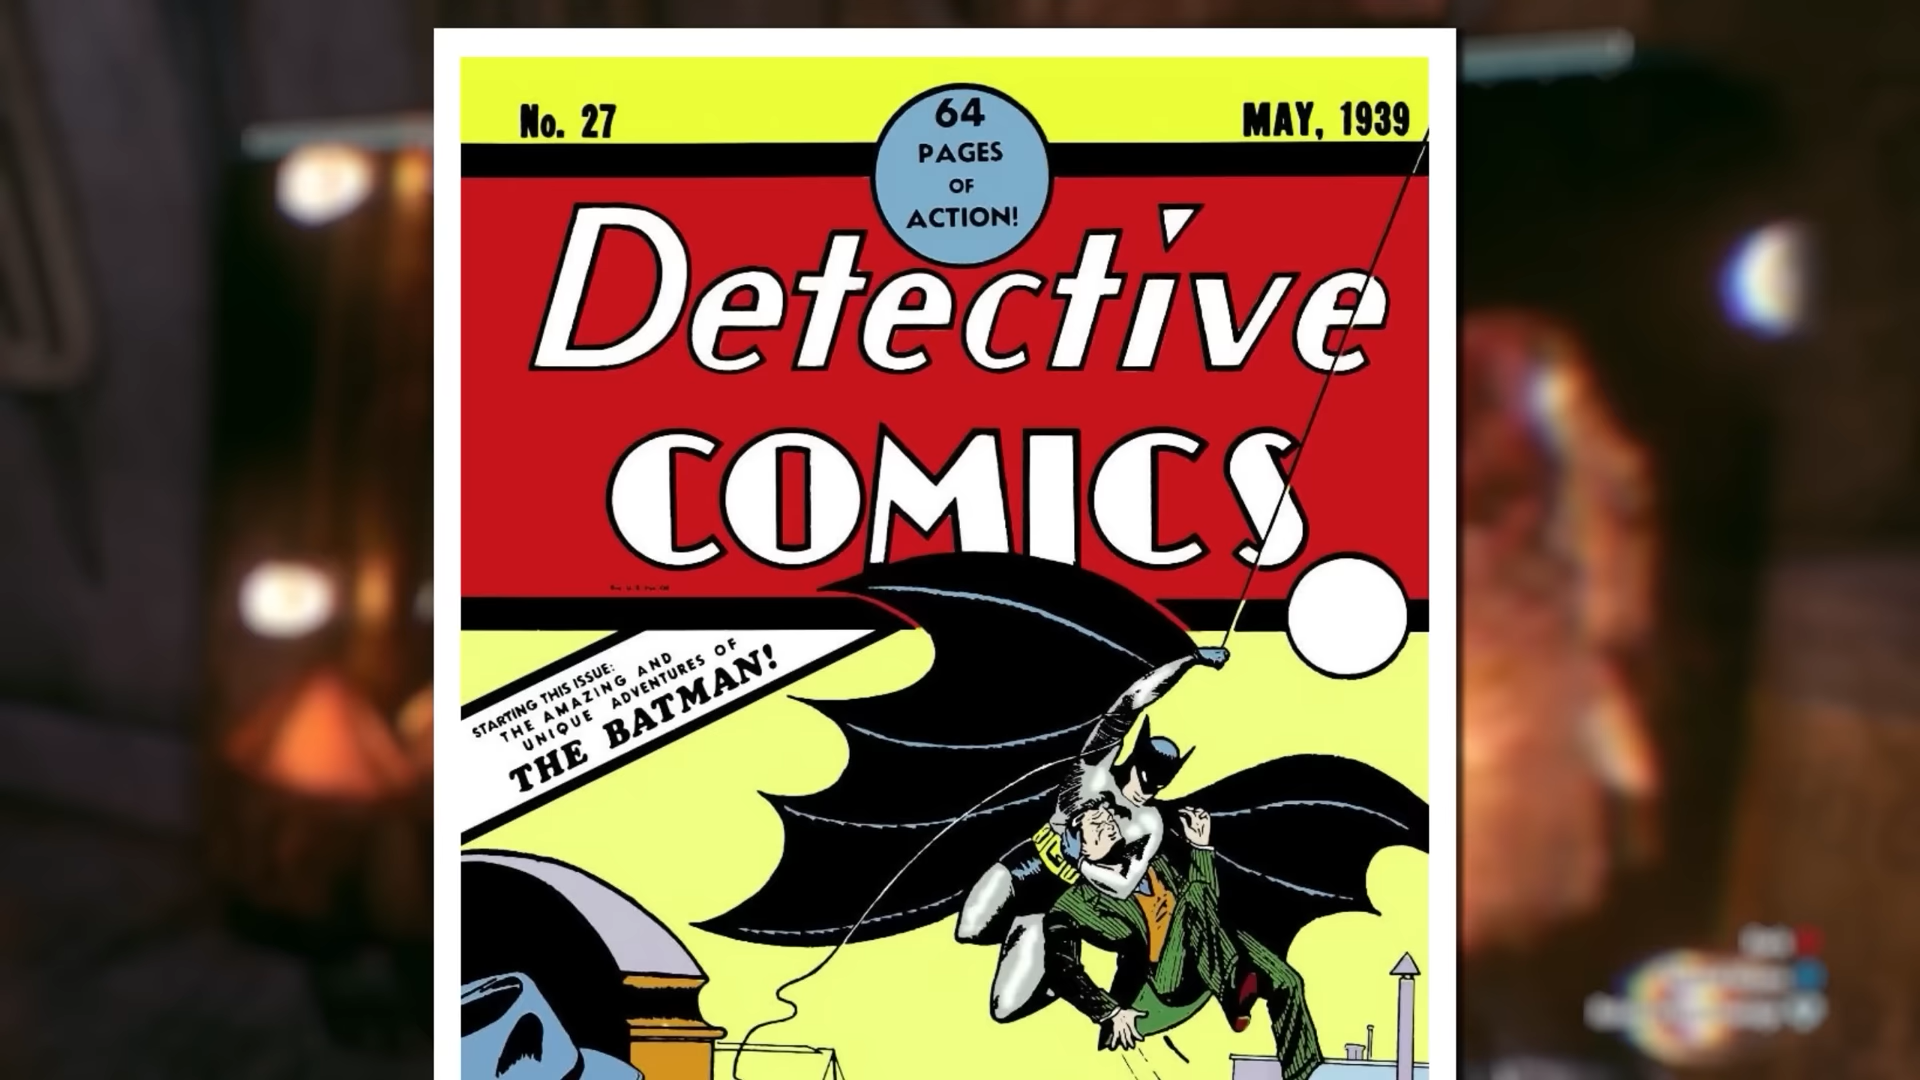 No. 27
64
PAGES
OF
ACTION!
MAY, 1939
Detective
COMICS
STARTING THIS ISSUE:
THE AMAZING AND
UNIQUE ADVENTURES OF
THE BATMAN!